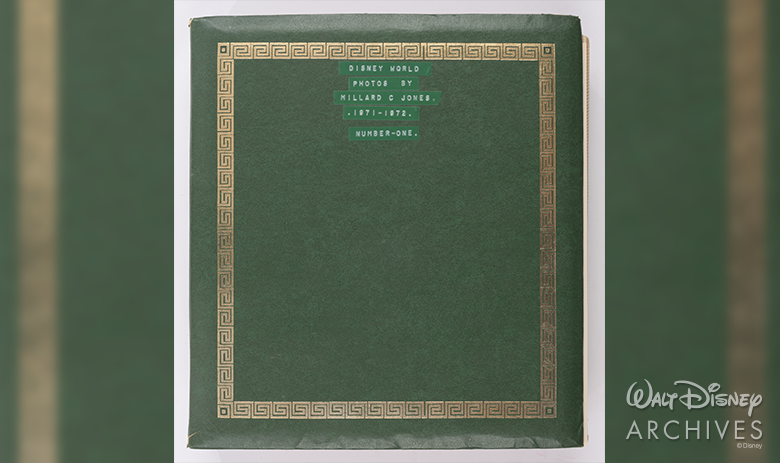 DISNEY WORLD
PHOTOS BY
MILLARD C JONES.
.1971-1972.
NUMBER-ONE.
WALT DISNEY
ARCHIVES
© Disney